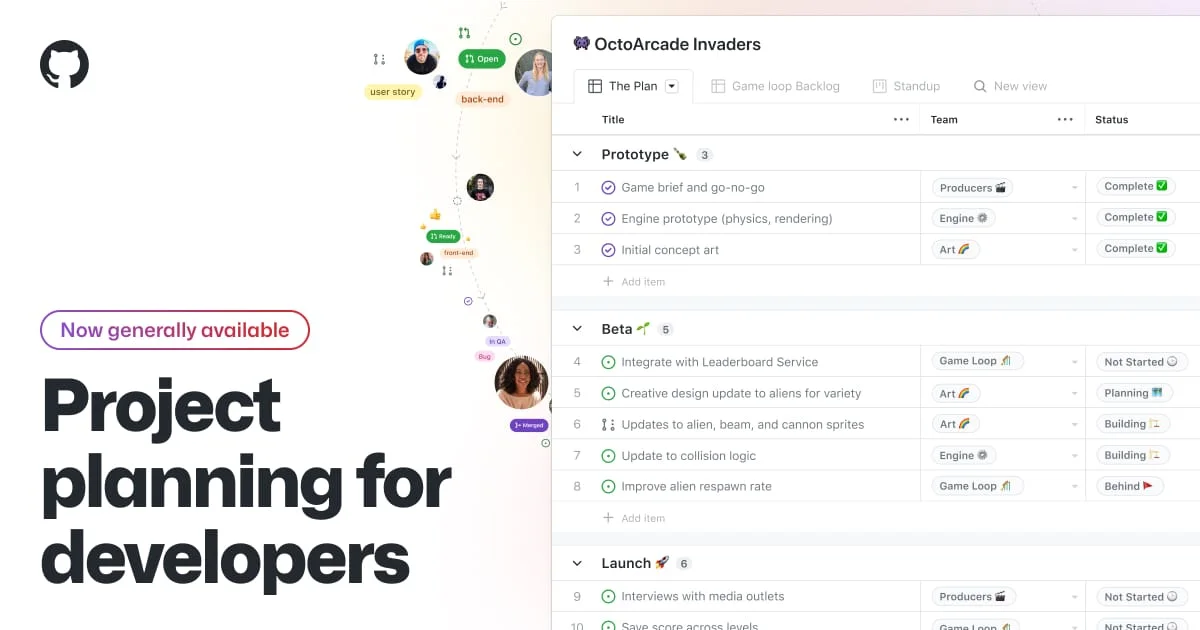 Now generally available
Project
planning for
developers
Open
user story
back-end
Ready
front-end
In QA
Bug
Merged
OctoArcade Invaders
The Plan
Game loop Backlog
Standup
New view
Title
Team
Status
Prototype 3
1 Game brief and go-no-go Producers Complete
2 Engine prototype (physics, rendering) Engine Complete
3 Initial concept art Art Complete
Add item
Beta 5
4 Integrate with Leaderboard Service Game Loop Not Started
5 Creative design update to aliens for variety Art Planning
6 Updates to alien, beam, and cannon sprites Art Building
7 Update to collision logic Engine Building
8 Improve alien respawn rate Game Loop Behind
Add item
Launch 6
9 Interviews with media outlets Producers Not Started
10 Save score across levels Game Loop Not Started